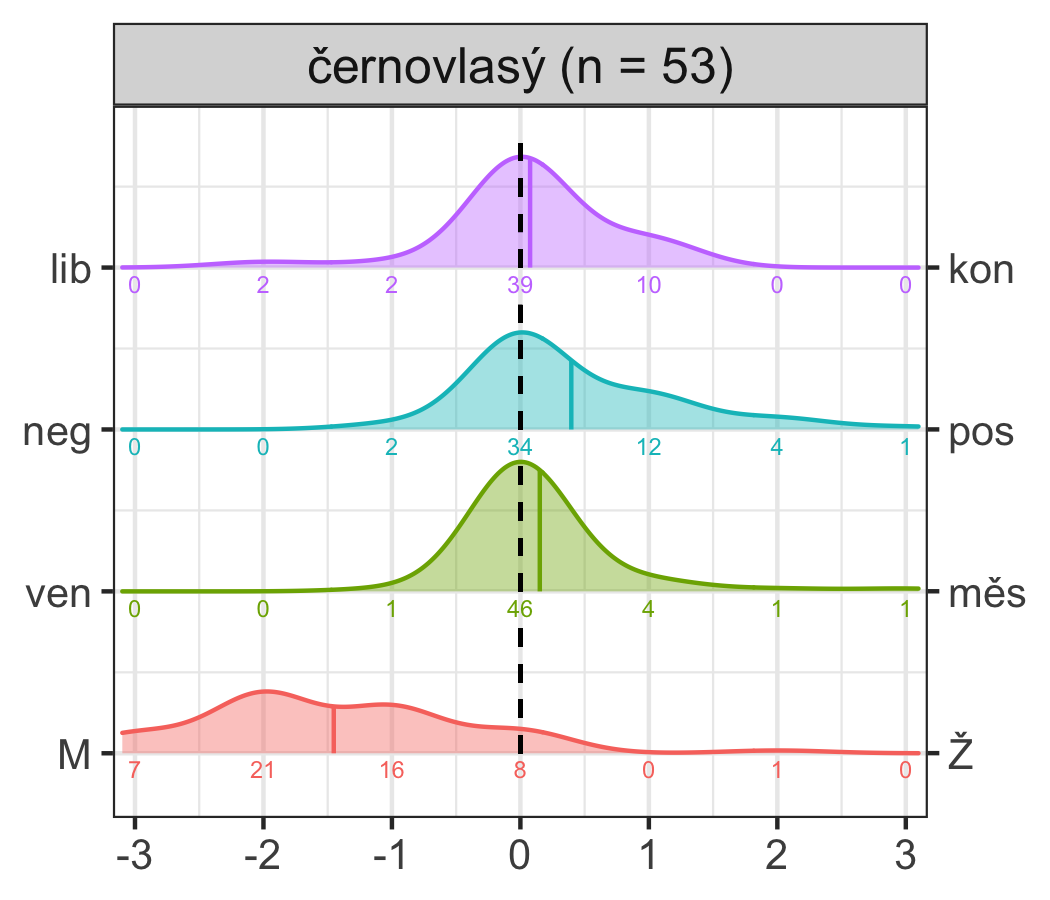 černovlasý (n = 53)
lib kon
0 2 2 39 10 0 0
neg pos
0 0 2 34 12 4 1
ven měs
0 0 1 46 4 1 1
M Ž
7 21 16 8 0 1 0
-3 -2 -1 0 1 2 3